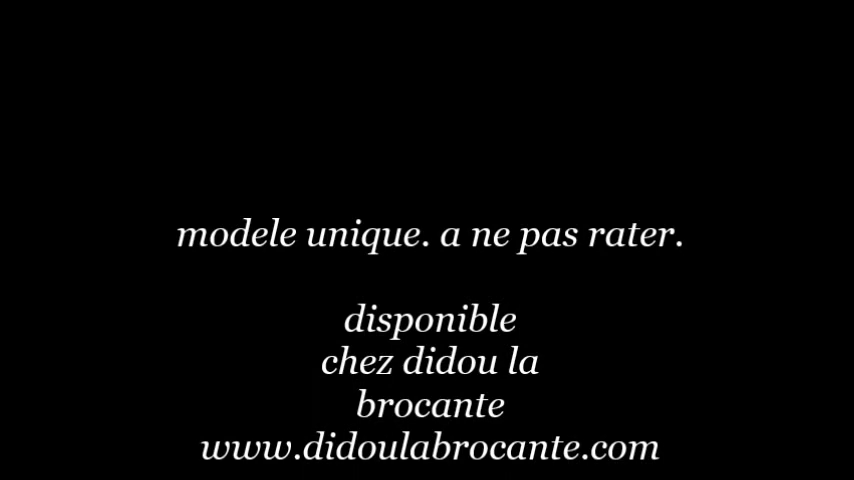 modele unique. a ne pas rater.
disponible
chez didou la
brocante
www.didoulabrocante.com